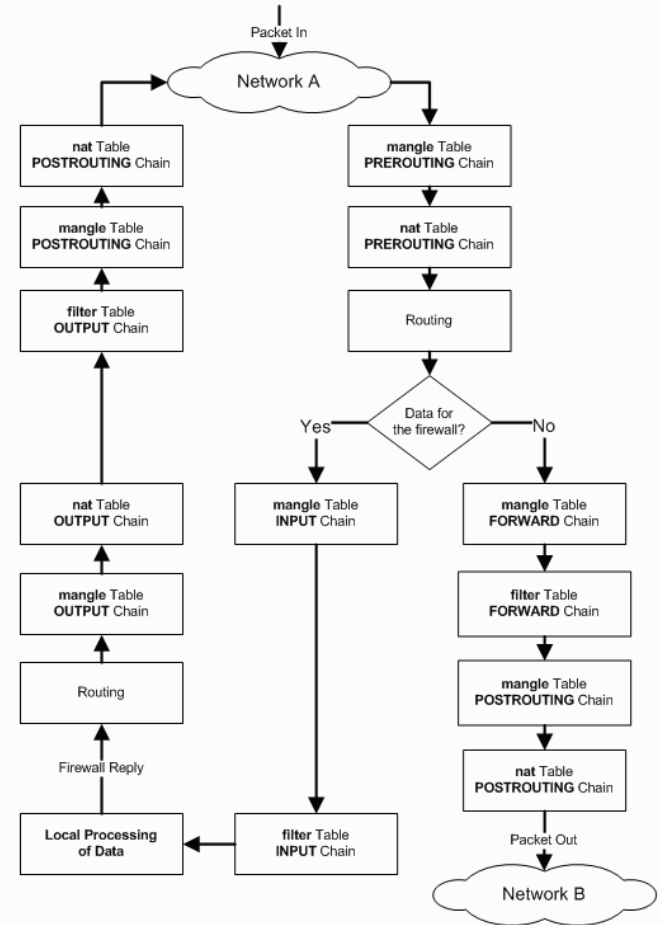 Packet In
Network A
nat Table
POSTROUTING Chain
mangle Table
POSTROUTING Chain
filter Table
OUTPUT Chain
nat Table
OUTPUT Chain
mangle Table
OUTPUT Chain
Routing
Firewall Reply
Local Processing
of Data
mangle Table
PREROUTING Chain
nat Table
PREROUTING Chain
Routing
Data for
the firewall?
Yes
No
mangle Table
INPUT Chain
filter Table
INPUT Chain
mangle Table
FORWARD Chain
filter Table
FORWARD Chain
mangle Table
POSTROUTING Chain
nat Table
POSTROUTING Chain
Packet Out
Network B